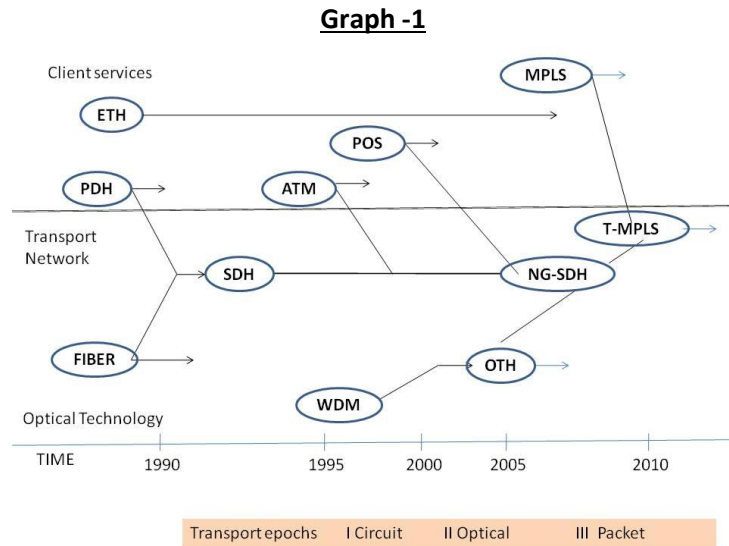 Graph -1
Client services
MPLS
ETH
POS
PDH
ATM
T-MPLS
Transport
Network
SDH
NG-SDH
FIBER
OTH
WDM
Optical Technology
TIME
1990
1995
2000
2005
2010
Transport epochs I Circuit II Optical III Packet